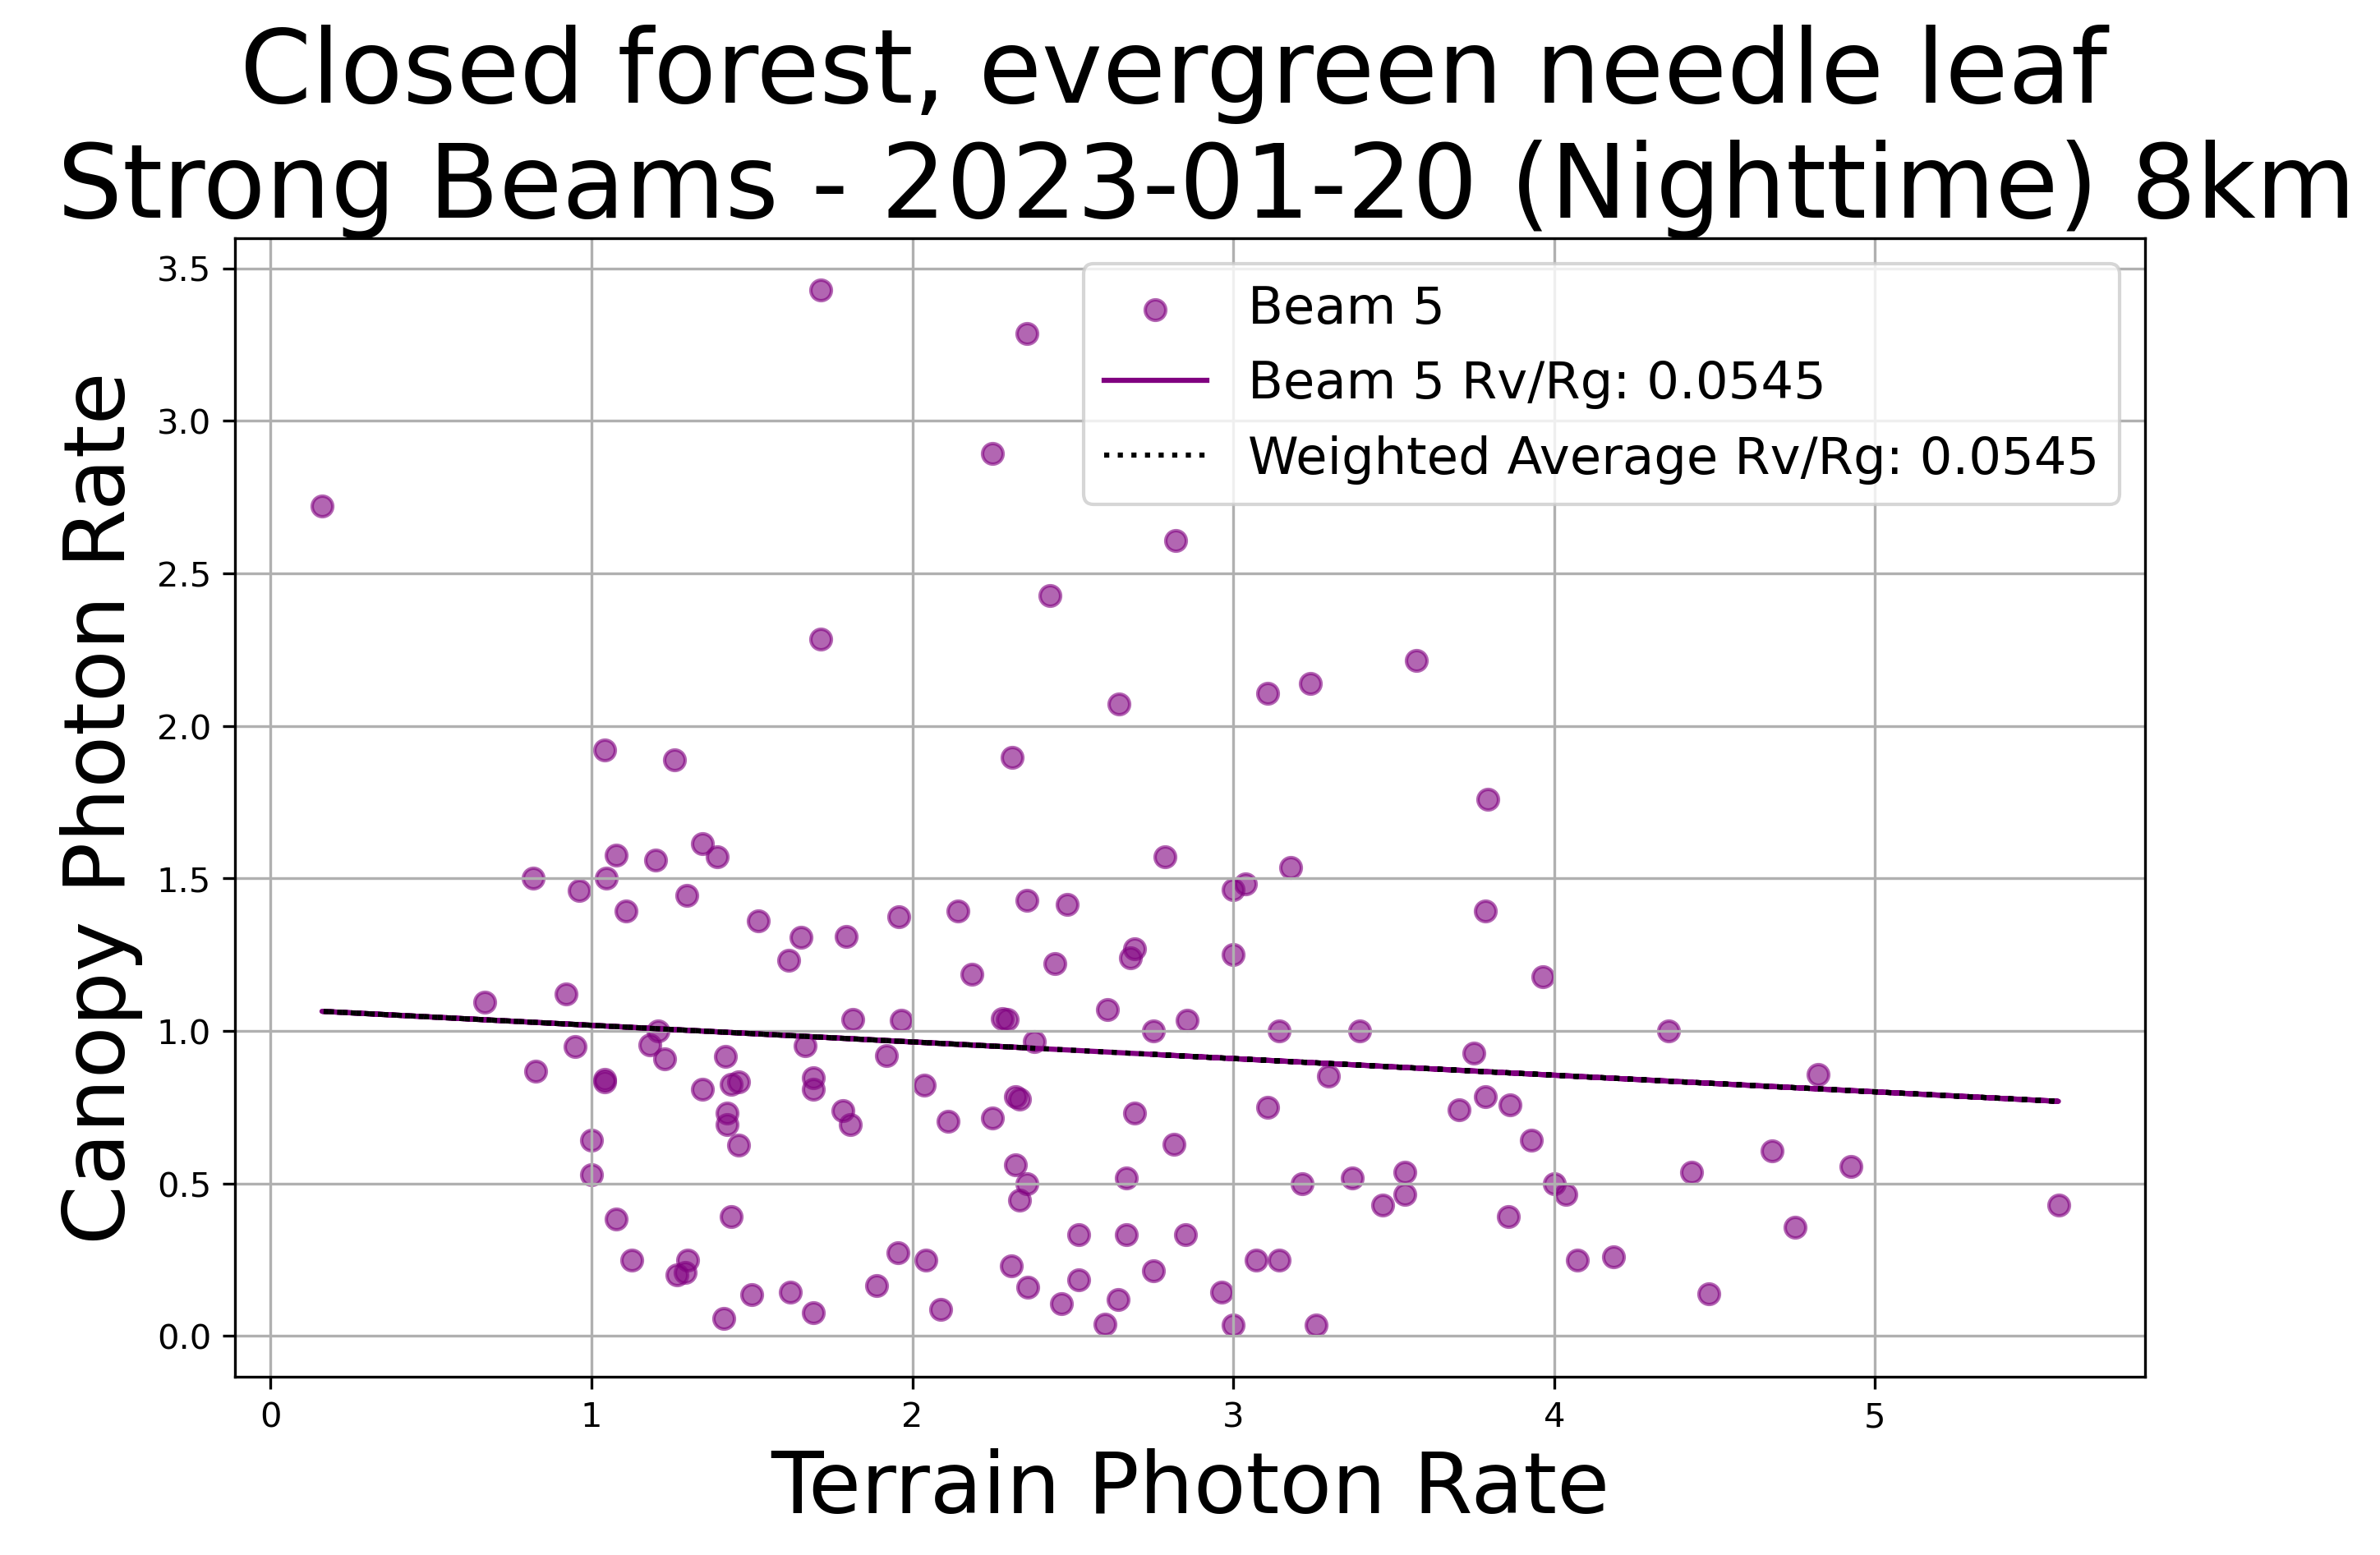 Closed forest, evergreen needle leaf
Strong Beams - 2023-01-20 (Nighttime) 8km
3.5
3.0
2.5
2.0
1.5
1.0
0.5
0.0
Canopy Photon Rate
Beam 5
Beam 5 Rv/Rg: 0.0545
Weighted Average Rv/Rg: 0.0545
0 1 2 3 4 5
Terrain Photon Rate